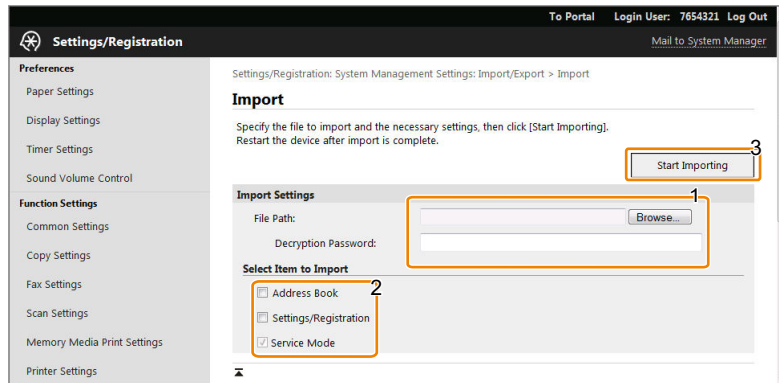 To Portal Login User: 7654321 Log Out
Settings/Registration Mail to System Manager
Preferences
Paper Settings
Display Settings
Timer Settings
Sound Volume Control
Function Settings
Common Settings
Copy Settings
Fax Settings
Scan Settings
Memory Media Print Settings
Printer Settings
Settings/Registration: System Management Settings: Import/Export > Import
Import
Specify the file to import and the necessary settings, then click [Start Importing].
Restart the device after import is complete.
3
Start Importing
Import Settings
1
File Path: Browse...
Decryption Password:
Select Item to Import
2
Address Book
Settings/Registration
Service Mode